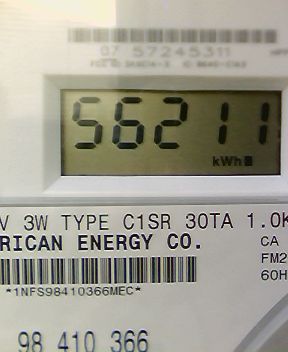 07 57245311
56211
kWh
V 3W TYPE C1SR 30TA 1.0K
RICAN ENERGY CO.
CA
FM2
60H
*1NFS98410366MEC*
98 410 366